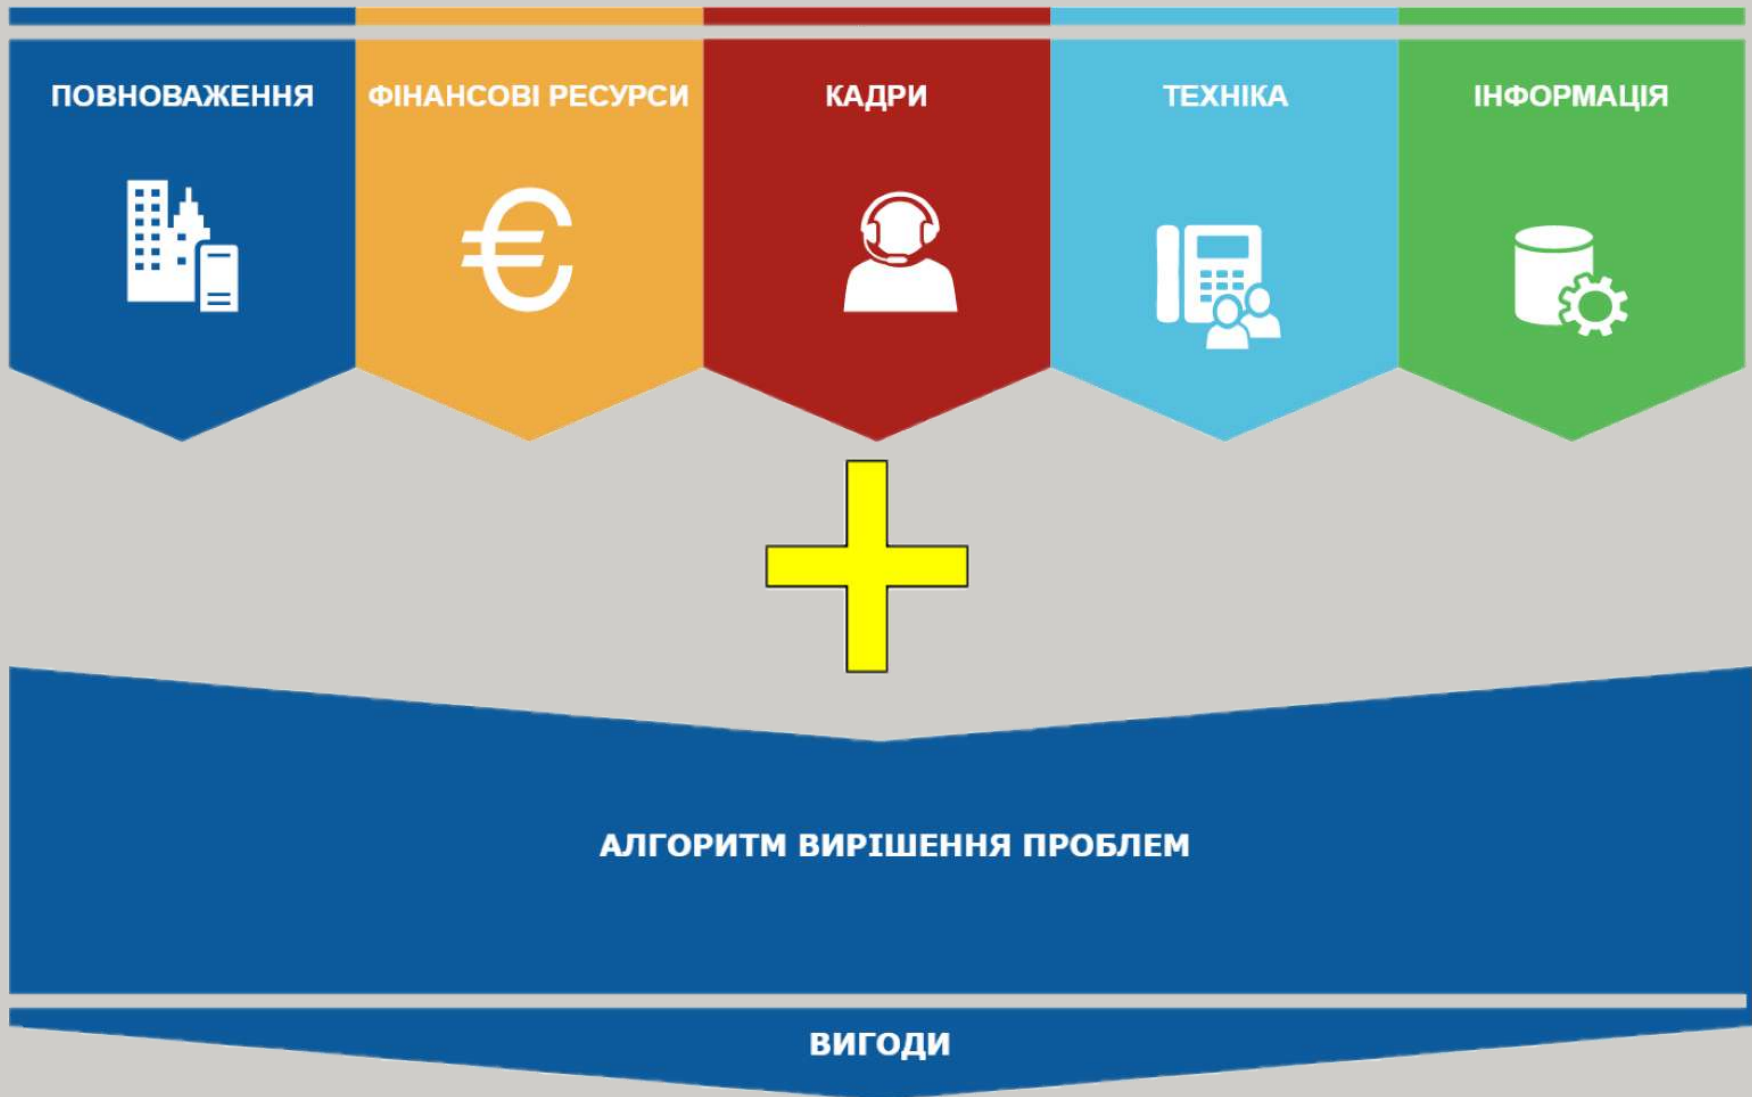 ПОВНОВАЖЕННЯ
ФІНАНСОВІ РЕСУРСИ
КАДРИ
ТЕХНІКА
ІНФОРМАЦІЯ
АЛГОРИТМ ВИРІШЕННЯ ПРОБЛЕМ
ВИГОДИ